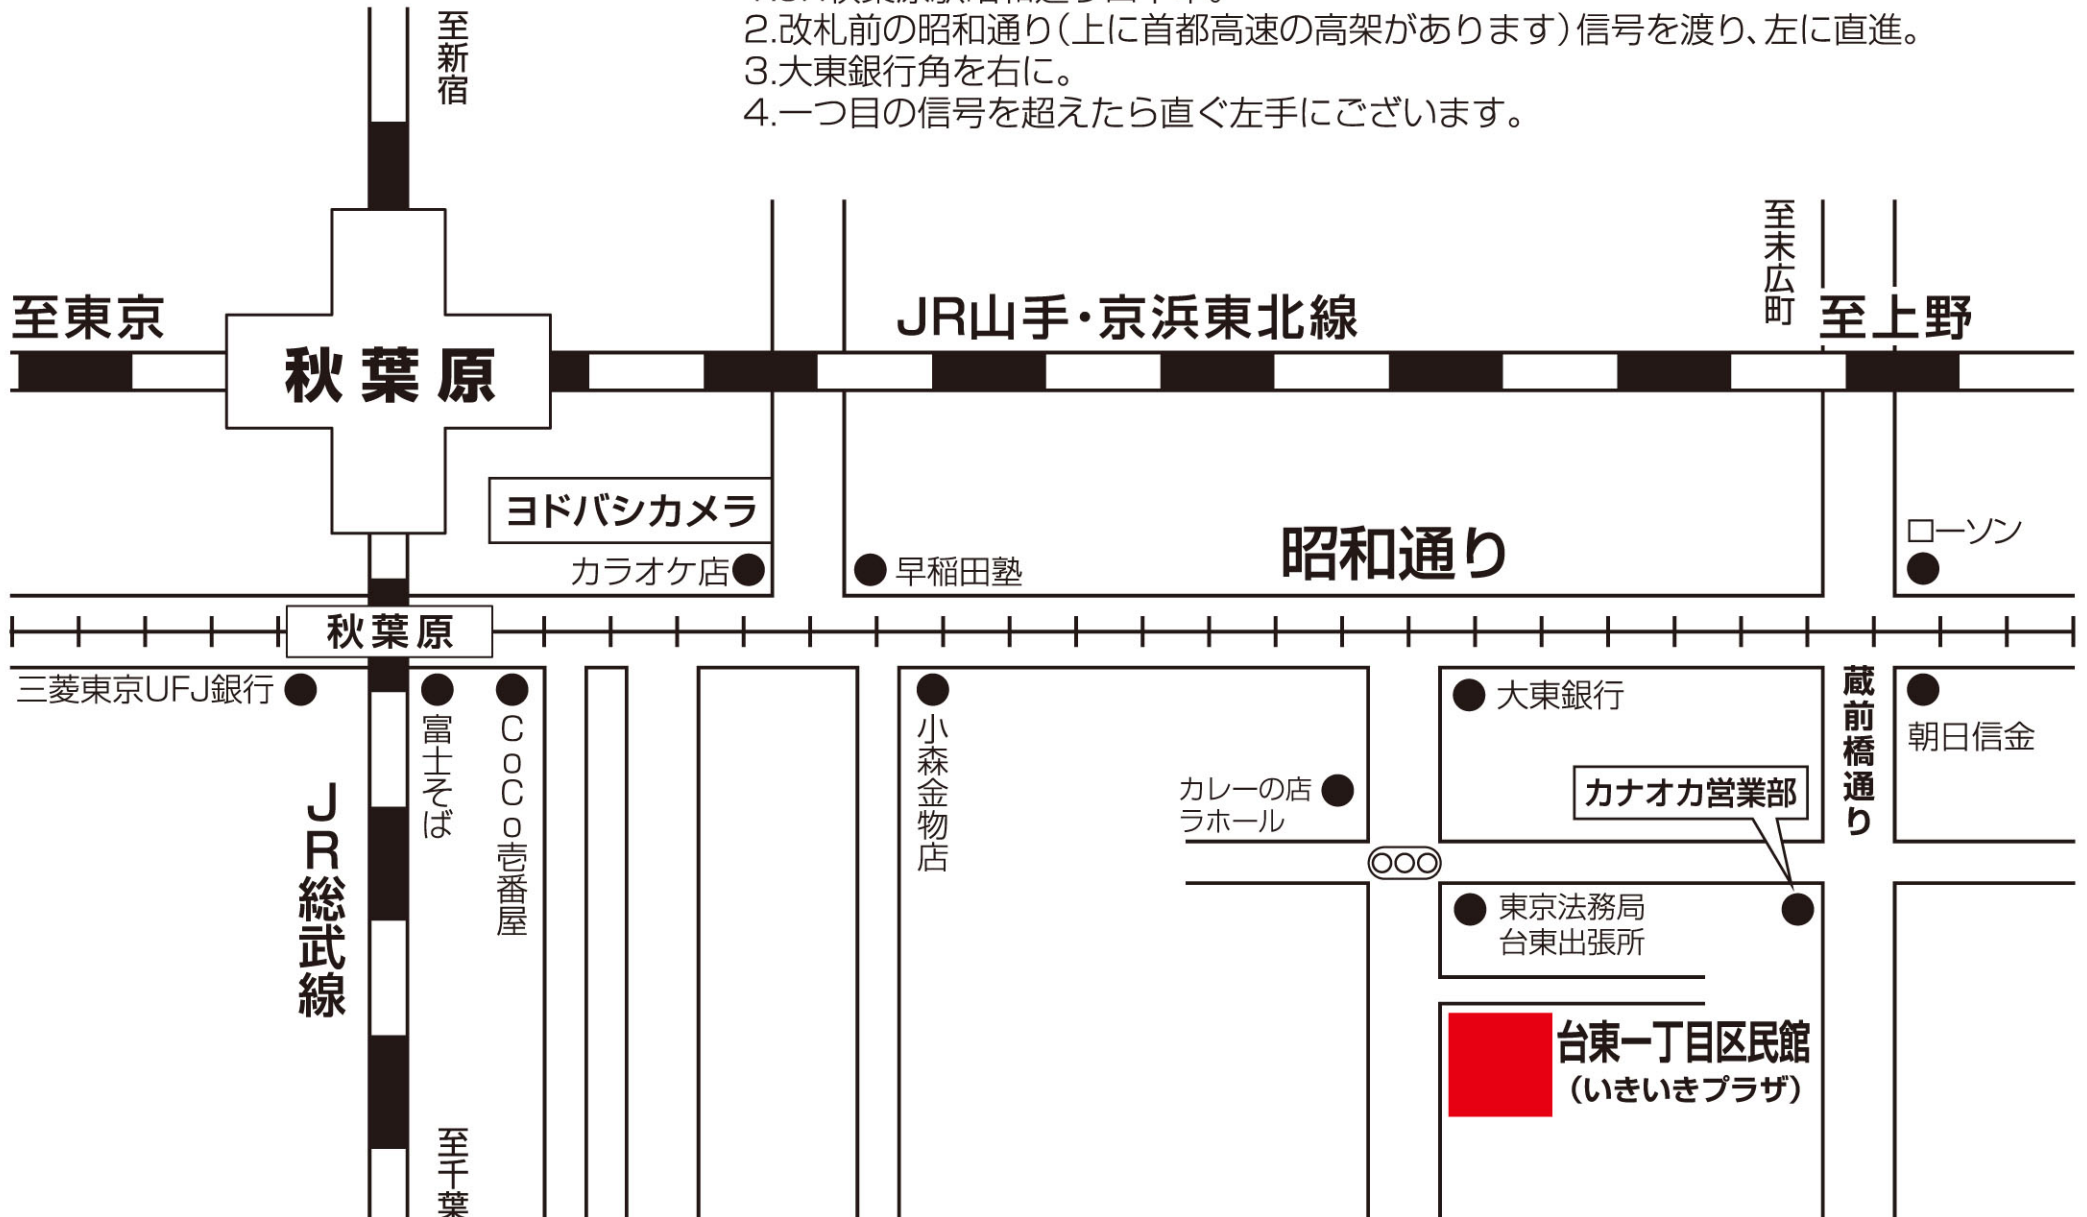 2.改札前の昭和通り(上に首都高速の高架があります)信号を渡り、左に直進。
3.大東銀行角を右に。
4.一つ目の信号を超えたら直ぐ左手にございます。
至新宿
至末広町
至東京
JR山手・京浜東北線
至上野
秋葉原
ヨドバシカメラ
カラオケ店
早稲田塾
昭和通り
ローソン
秋葉原
三菱東京UFJ銀行
富士そば
CoCo壱番屋
小森金物店
大東銀行
蔵前橋通り
朝日信金
カレーの店
ラホール
カナオカ営業部
JR総武線
東京法務局
台東出張所
台東一丁目区民館
(いきいきプラザ)
至千葉